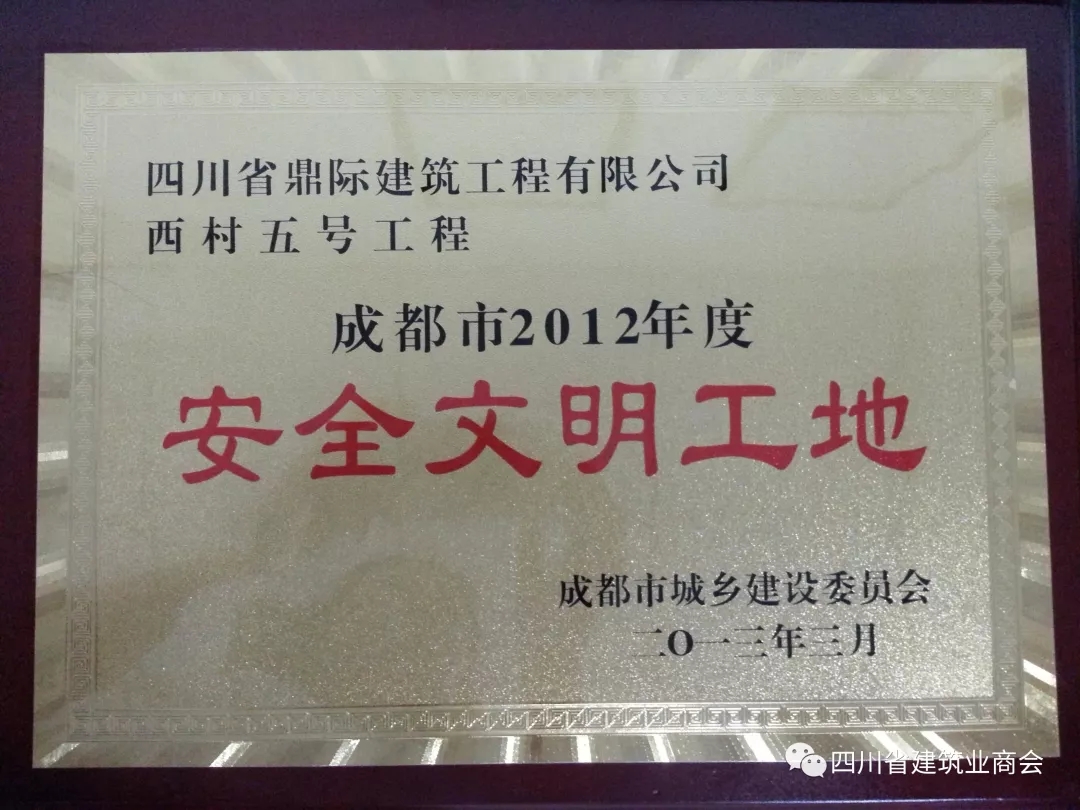 四川省鼎际建筑工程有限公司
西村五号工程
成都市2012年度
安全文明工地
成都市城乡建设委员会
二O一三年三月
四川省建筑业商会